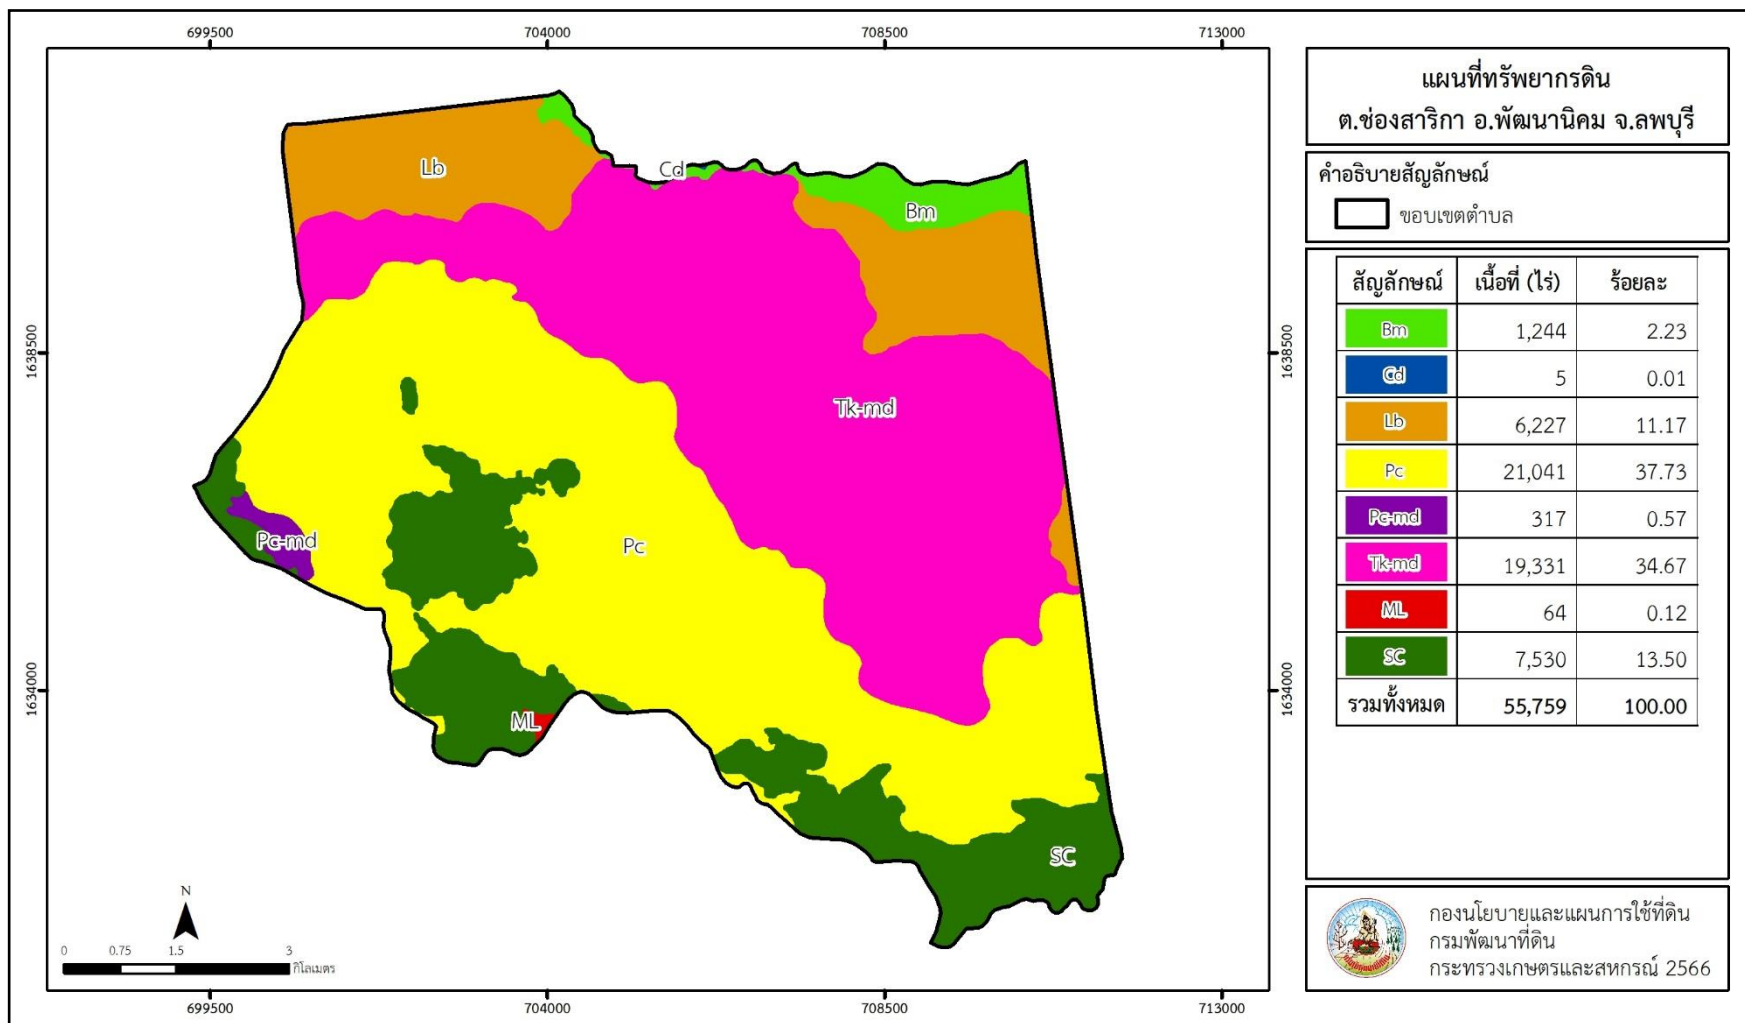 699500 704000 708500 713000
แผนที่ทรัพยากรดิน
ต.ช่องสาริกา อ.พัฒนานิคม จ.ลพบุรี
คำอธิบายสัญลักษณ์
ขอบเขตตำบล
สัญลักษณ์ เนื้อที่ (ไร่) ร้อยละ
Bm 1,244 2.23
Cd 5 0.01
Lb 6,227 11.17
Pc 21,041 37.73
Pc-md 317 0.57
Tk-md 19,331 34.67
ML 64 0.12
SC 7,530 13.50
รวมทั้งหมด 55,759 100.00
Lb
Cd
Bm
1638500
1638500
Tk-md
Pc-md
Pc
1634000
1634000
ML
SC
N
0 0.75 1.5 3
กิโลเมตร
กองนโยบายและแผนการใช้ที่ดิน
กรมพัฒนาที่ดิน
กระทรวงเกษตรและสหกรณ์ 2566
699500 704000 708500 713000